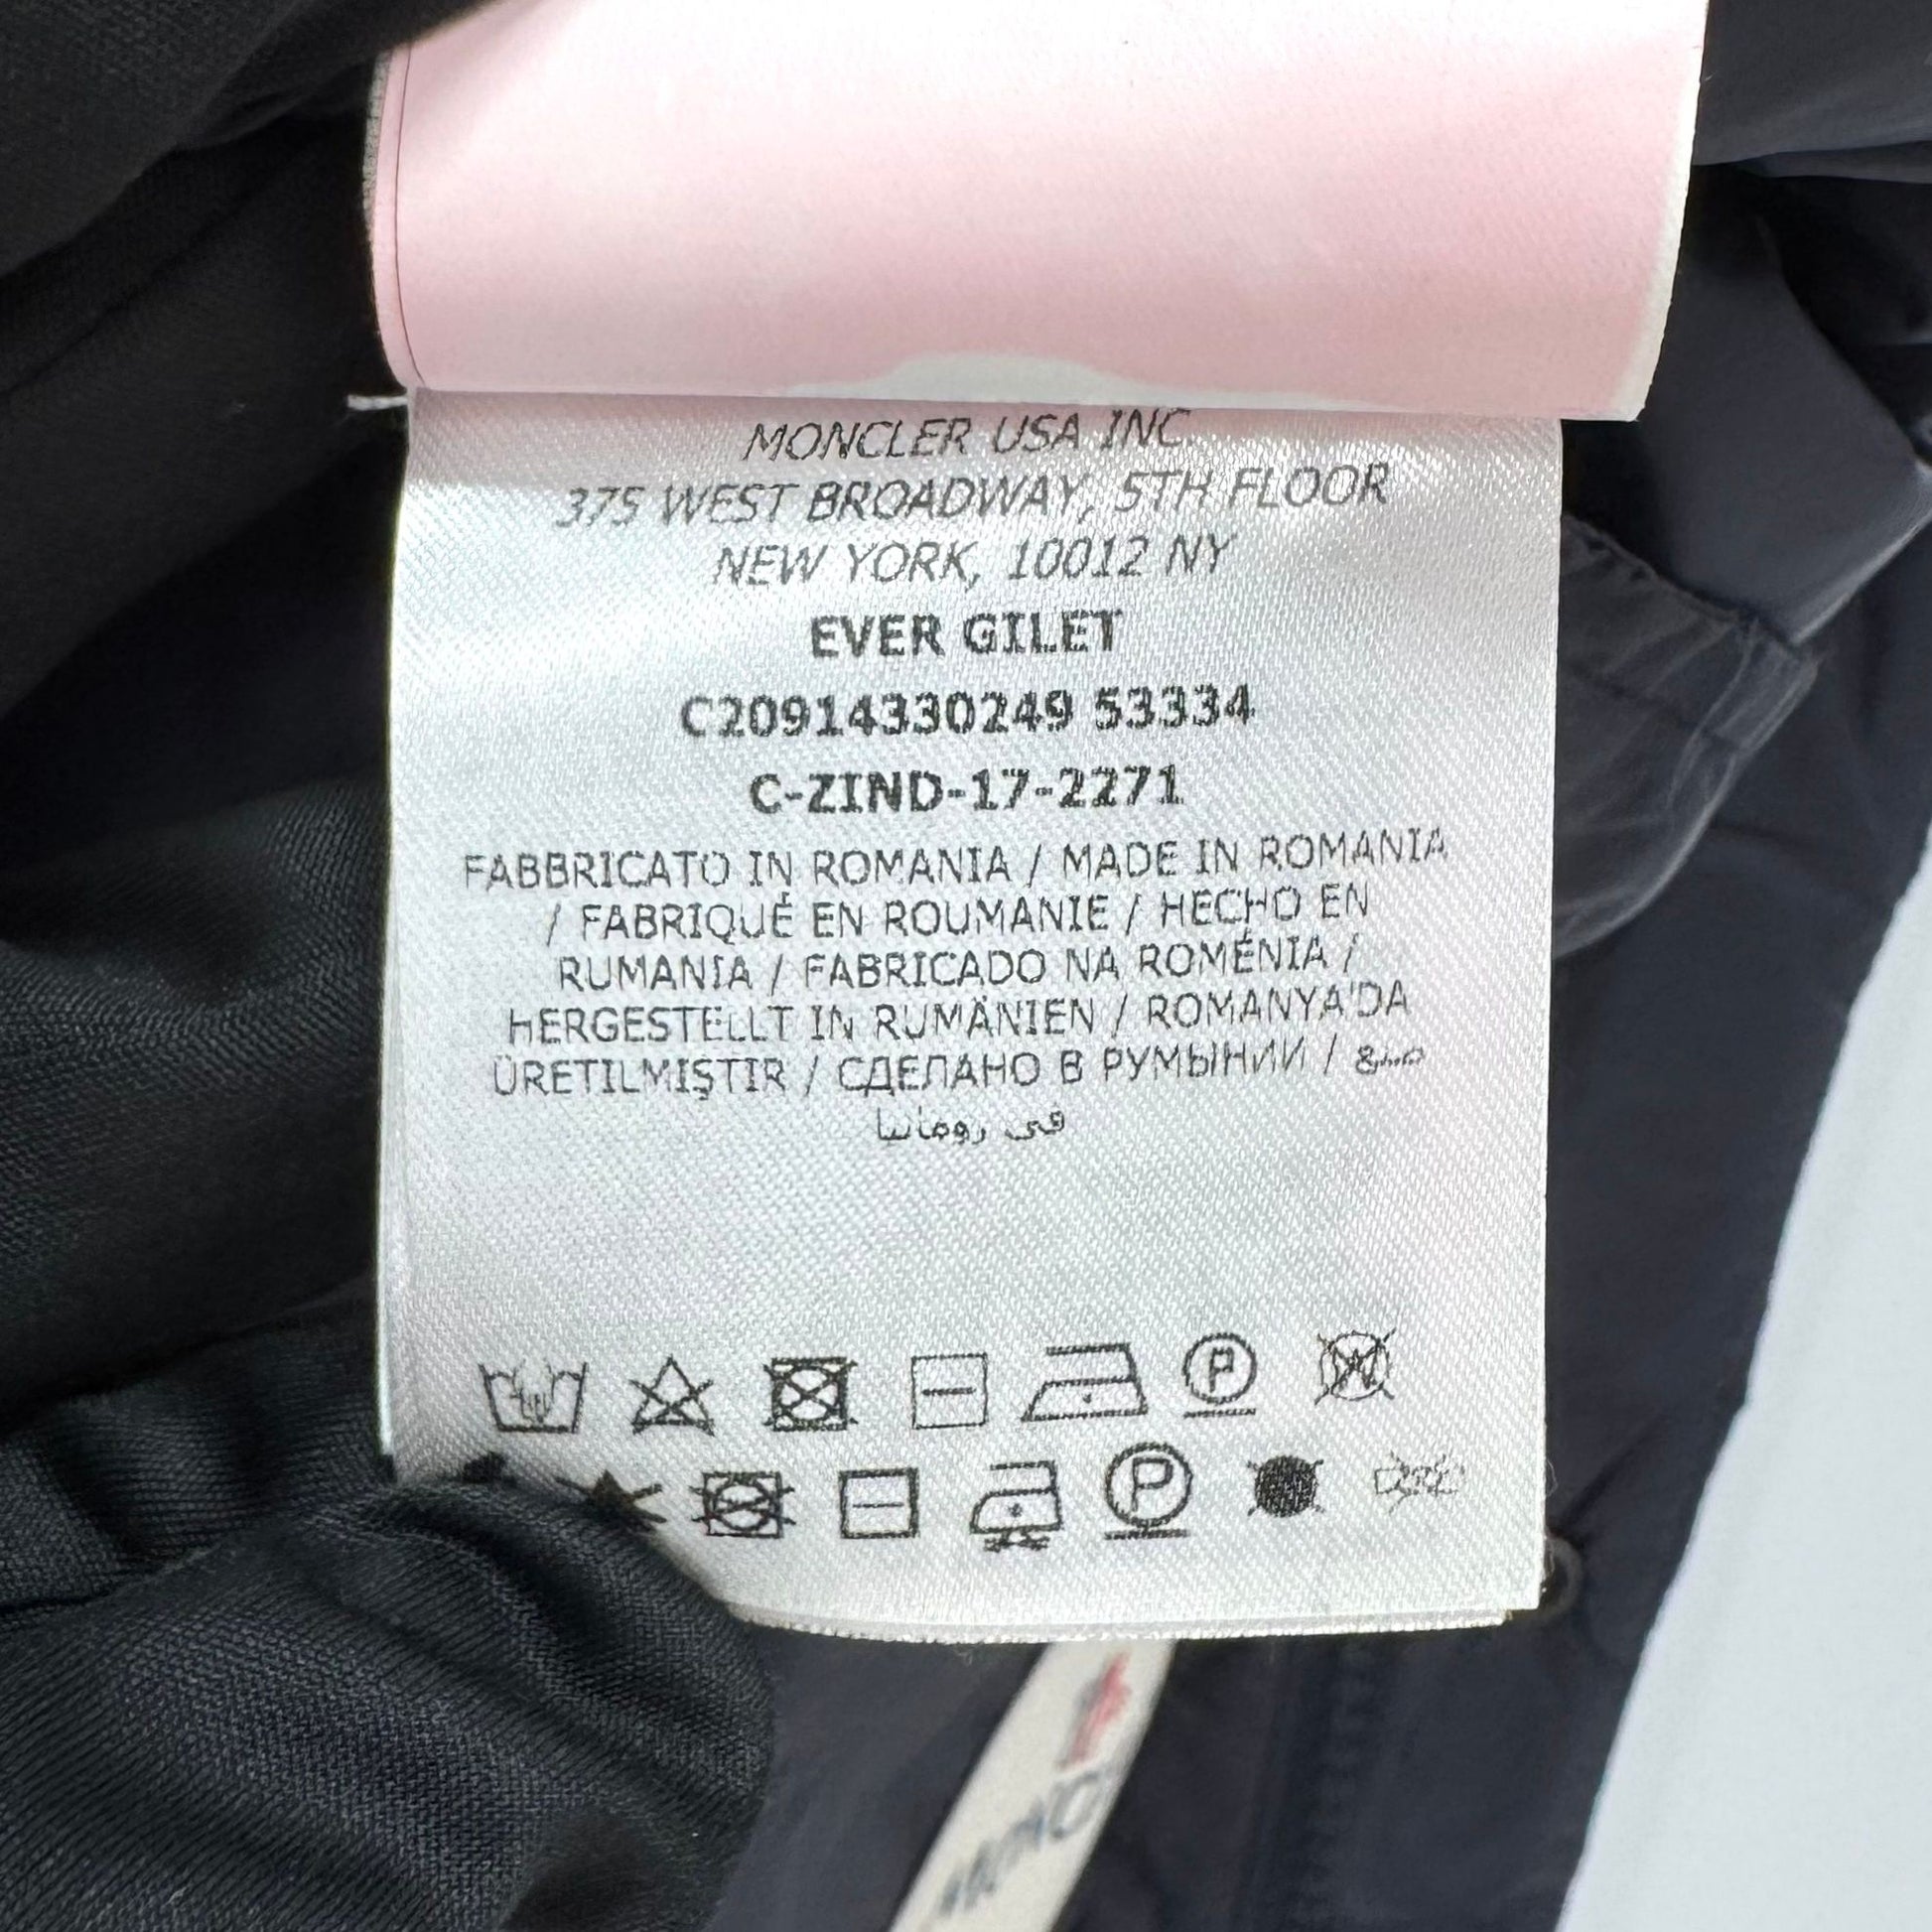 MONCLER USA INC.
375 WEST BROADWAY, 5TH FLOOR
NEW YORK, 10012 NY
EVER GILET
C20914330249 53334
C-ZIND-17-2271
FABBRICATO IN ROMANIA / MADE IN ROMANIA
/ FABRIQUÉ EN ROUMANIE / HECHO EN
RUMANIA / FABRICADO NA ROMÉNIA /
HERGESTELLT IN RUMÄNIEN / ROMANYA'DA
ÜRETILMIŞTIR / СДЕЛАНО В РУМЫНИИ / صنع
في رومانيا
P W
P